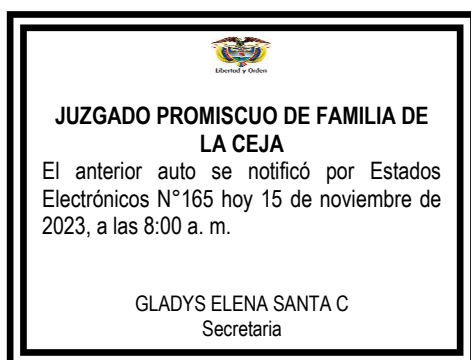 Libertad y Orden
JUZGADO PROMISCUO DE FAMILIA DE
LA CEJA
El anterior auto se notificó por Estados
Electrónicos N°165 hoy 15 de noviembre de
2023, a las 8:00 a. m.
GLADYS ELENA SANTA C
Secretaria